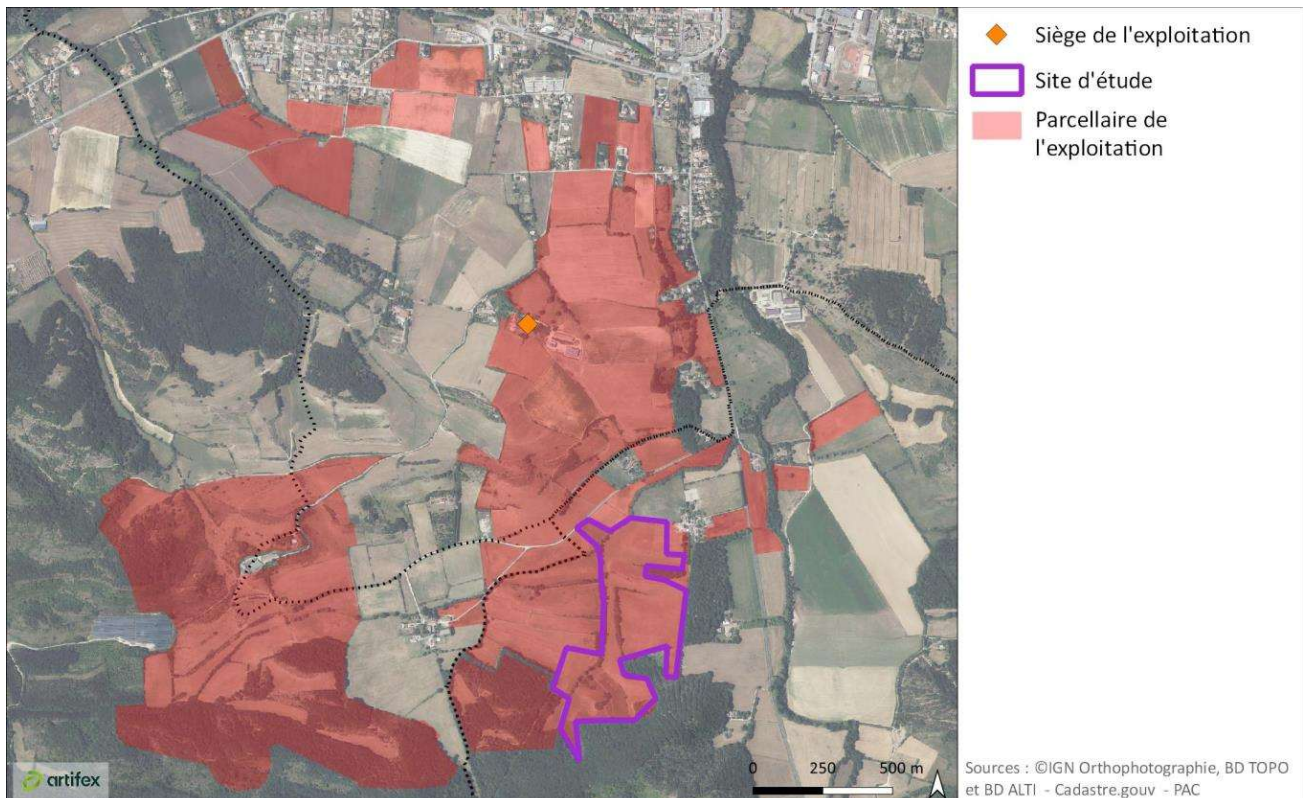 Siège de l'exploitation
Site d'étude
Parcellaire de
l'exploitation
artifex
0 250 500 m
Sources : ©IGN Orthophotographie, BD TOPO
et BD ALTI - Cadastre.gouv - PAC